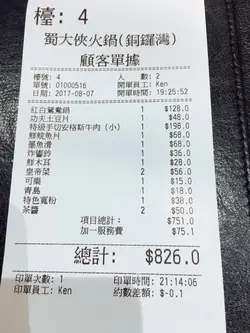 檯: 4
蜀大俠火鍋(銅鑼灣)
顧客單據
檯號: 4 人 數: 2
單號: 01000516 開單員工: Ken
日期: 2017-08-07 開單時間: 19:25:52
紅白鴛鴦鍋 1 $128.0
功夫土豆片 1 $48.0
特級手切安格斯牛肉（小） 1 $198.0
鮮鯇魚片 1 $68.0
墨魚滑 1 $68.0
炸響鈴 1 $36.0
鮮木耳 1 $28.0
皇帝菜 2 $56.0
可樂 1 $15.0
青島 1 $18.0
特色寬粉 1 $38.0
茶醬 2 $50.0
項目總計: $751.0
加一服務費 $75.1
總計: $826.0
印單次數: 1 印單時間: 21:14:06
印單員工: Ken 約數差額: $-0.1